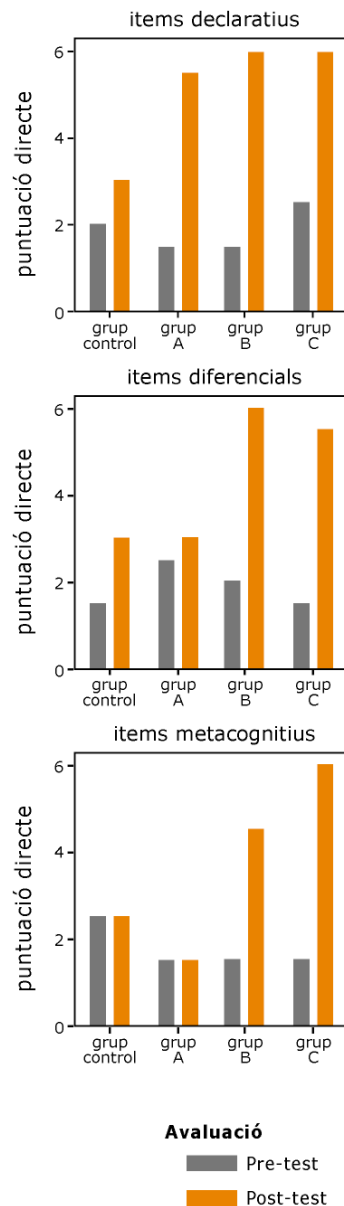 items declaratius
puntuació directe
6
4
2
0
grup control
grup A
grup B
grup C
items diferencials
puntuació directe
6
4
2
0
grup control
grup A
grup B
grup C
items metacognitius
puntuació directe
6
4
2
0
grup control
grup A
grup B
grup C
Avaluació
Pre-test
Post-test